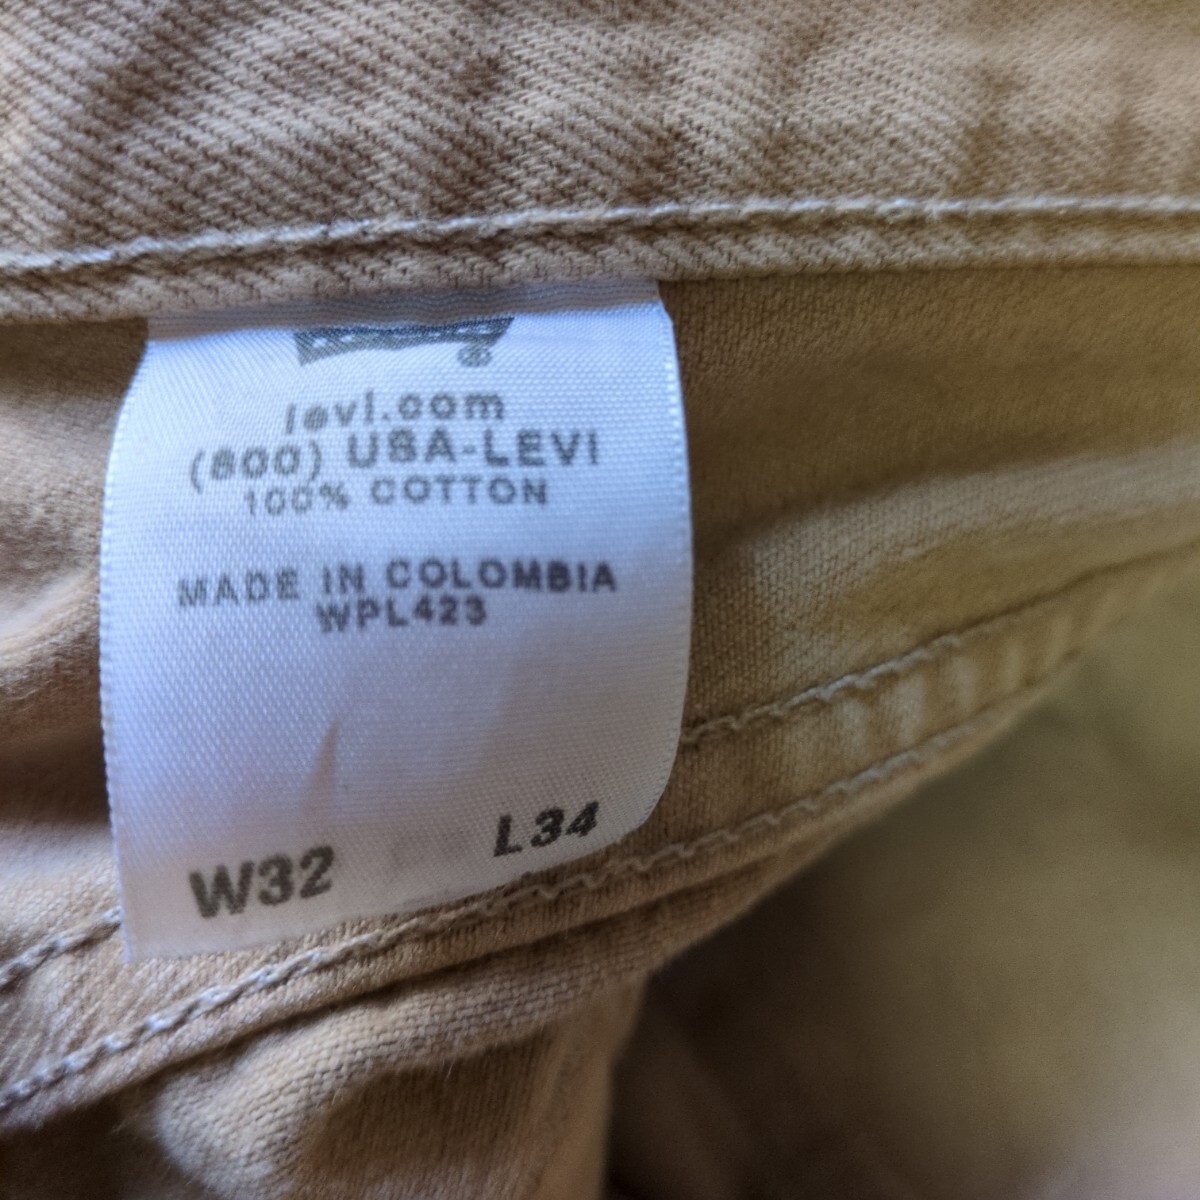 levi.com
(800) USA-LEVI
100% COTTON
MADE IN COLOMBIA
WPL423
W32 L34